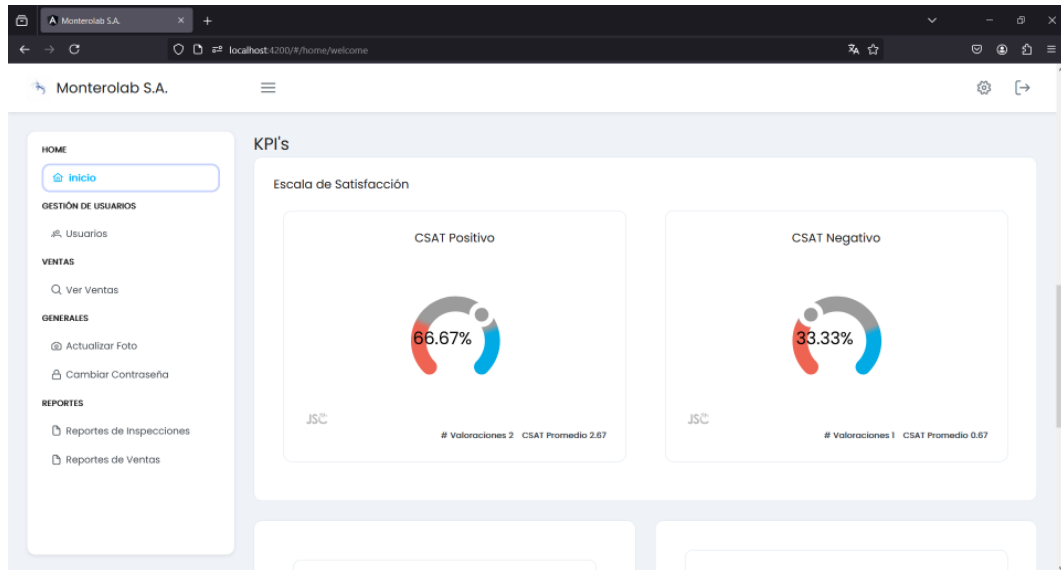 Monterolab S.A.
localhost:4200/#/home/welcome
Monterolab S.A.
HOME
inicio
GESTIÓN DE USUARIOS
Usuarios
VENTAS
Ver Ventas
GENERALES
Actualizar Foto
Cambiar Contraseña
REPORTES
Reportes de Inspecciones
Reportes de Ventas
KPI's
Escala de Satisfacción
CSAT Positivo
66.67%
JSC
# Valoraciones 2 CSAT Promedio 2.67
CSAT Negativo
33.33%
JSC
# Valoraciones 1 CSAT Promedio 0.67